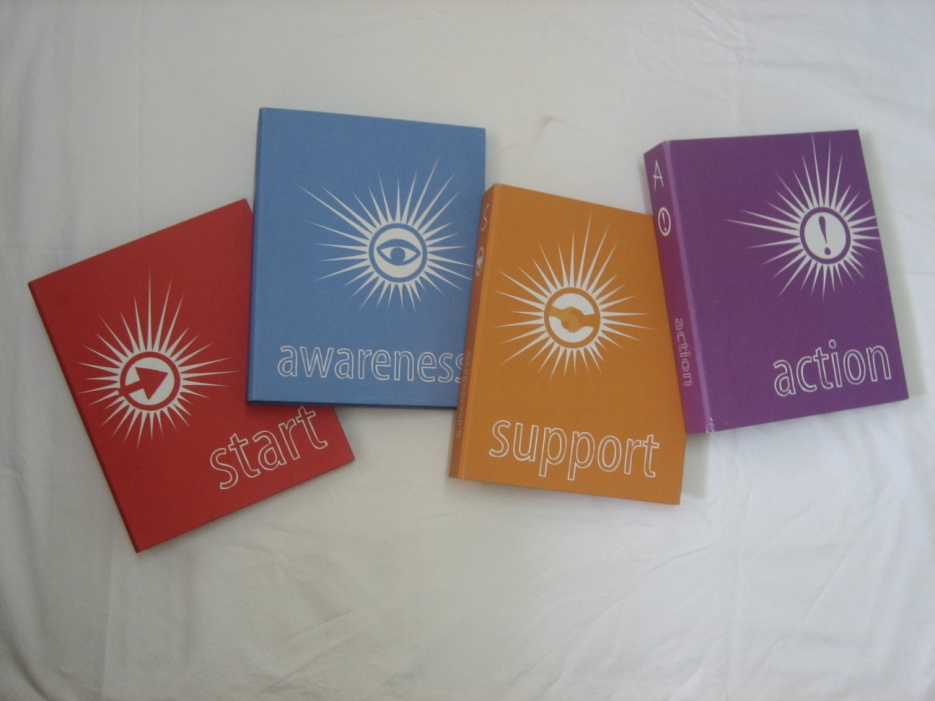 start
awareness
S
support
A
action
action